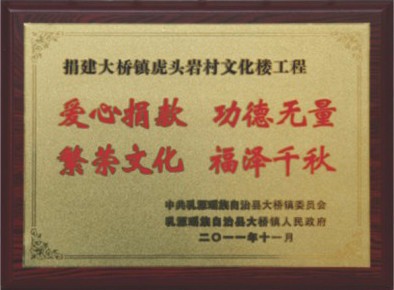 捐建大桥镇虎头岩村文化楼工程
爱心捐款 功德无量
繁荣文化 福泽千秋
中共乳源瑶族自治县大桥镇委员会
乳源瑶族自治县大桥镇人民政府
二〇一一年十一月